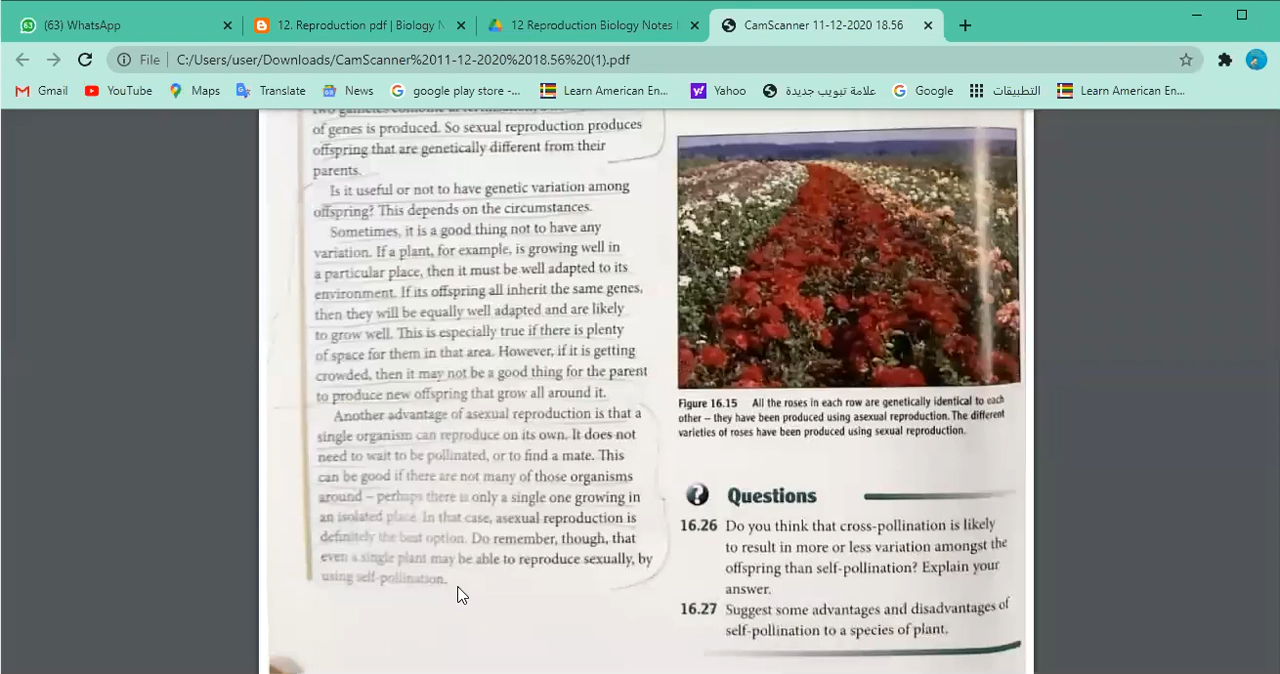 (63) WhatsApp
12. Reproduction pdf | Biology N
12 Reproduction Biology Notes
CamScanner 11-12-2020 18.56
File
C:/Users/user/Downloads/CamScanner%2011-12-2020%2018.56%20(1).pdf
Gmail
YouTube
Maps
Translate
News
google play store -...
Learn American En...
Yahoo
علامة تبويب جديدة
Google
التطبيقات
Learn American En...
of genes is produced. So sexual reproduction produces
offspring that are genetically different from their
parents.
Is it useful or not to have genetic variation among
offspring? This depends on the circumstances.
Sometimes, it is a good thing not to have any
variation. If a plant, for example, is growing well in
a particular place, then it must be well adapted to its
environment. If its offspring all inherit the same genes,
then they will be equally well adapted and are likely
to grow well. This is especially true if there is plenty
of space for them in that area. However, if it is getting
crowded, then it may not be a good thing for the parent
to produce new offspring that grow all around it.
Another advantage of asexual reproduction is that a
single organism can reproduce on its own. It does not
need to wait to be pollinated, or to find a mate. This
can be good if there are not many of those organisms
around – perhaps there is only a single one growing in
an isolated place. In that case, asexual reproduction is
definitely the best option. Do remember, though, that
even a single plant may be able to reproduce sexually, by
using self-pollination.
Figure 16.15 All the roses in each row are genetically identical to each
other – they have been produced using asexual reproduction. The different
varieties of roses have been produced using sexual reproduction.
? Questions
16.26 Do you think that cross-pollination is likely
to result in more or less variation amongst the
offspring than self-pollination? Explain your
answer.
16.27 Suggest some advantages and disadvantages of
self-pollination to a species of plant.